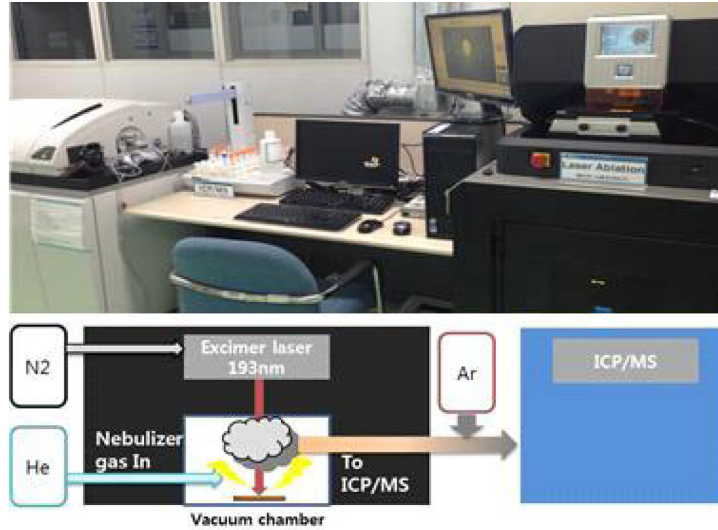 ICP/MS
Laser Ablation
N2
Excimer laser
193nm
Ar
ICP/MS
He
Nebulizer
gas In
To
ICP/MS
Vacuum chamber